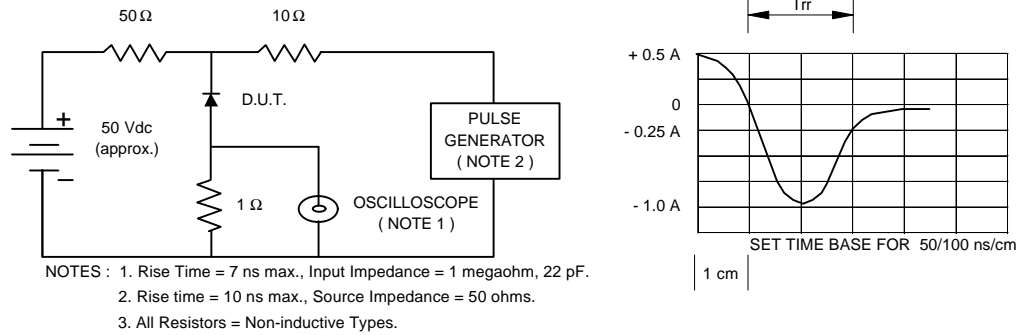 50 Ω
10 Ω
Trr
D.U.T.
+
50 Vdc
(approx.)
−
PULSE
GENERATOR
( NOTE 2 )
1 Ω
OSCILLOSCOPE
( NOTE 1 )
+ 0.5 A
0
- 0.25 A
- 1.0 A
SET TIME BASE FOR 50/100 ns/cm
1 cm
NOTES : 1. Rise Time = 7 ns max., Input Impedance = 1 megaohm, 22 pF.
2. Rise time = 10 ns max., Source Impedance = 50 ohms.
3. All Resistors = Non-inductive Types.